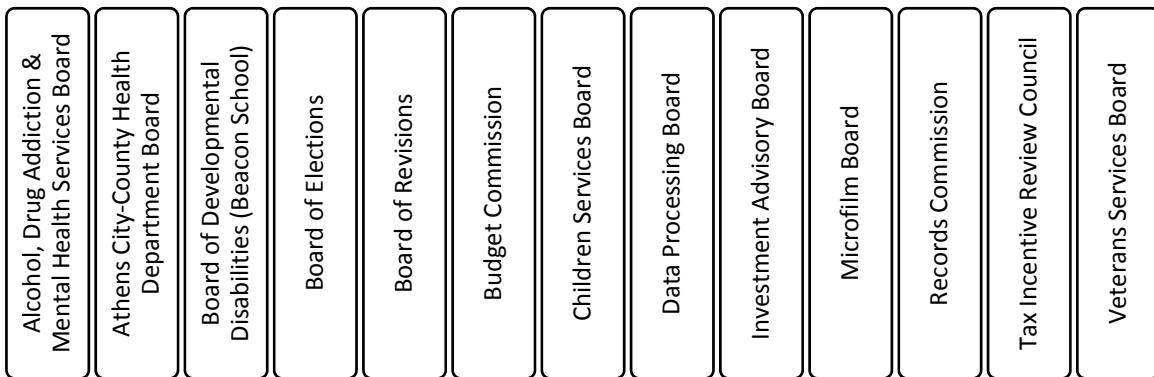 Alcohol, Drug Addiction &
Mental Health Services Board
Athens City-County Health
Department Board
Board of Developmental
Disabilities (Beacon School)
Board of Elections
Board of Revisions
Budget Commission
Children Services Board
Data Processing Board
Investment Advisory Board
Microfilm Board
Records Commission
Tax Incentive Review Council
Veterans Services Board